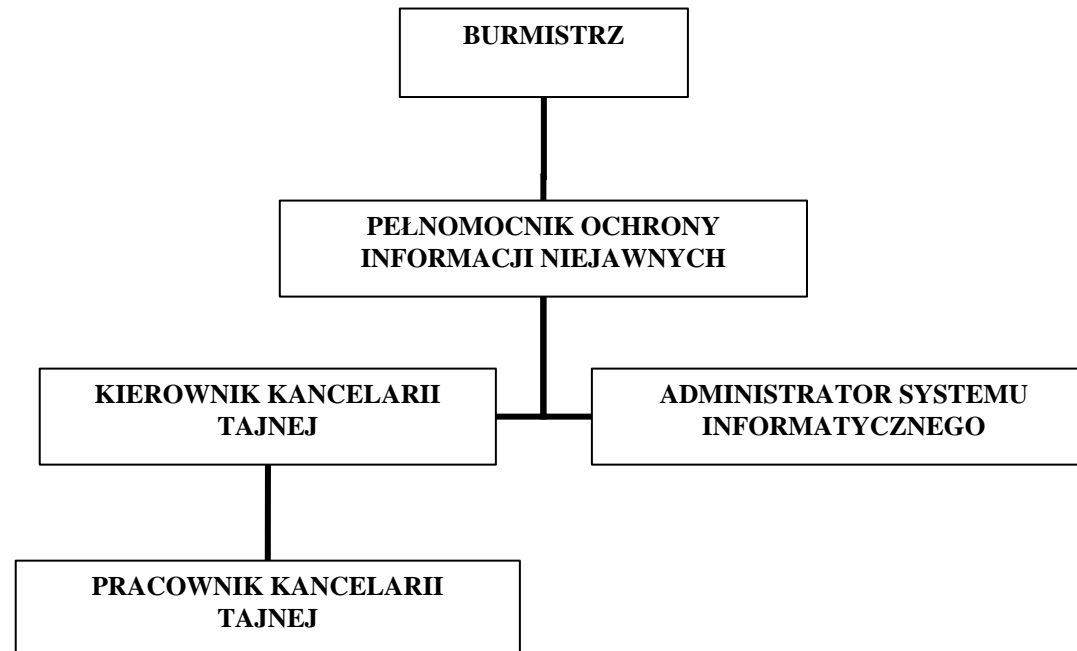 BURMISTRZ
PEŁNOMOCNIK OCHRONY
INFORMACJI NIEJAWNYCH
KIEROWNIK KANCELARII
TAJNEJ
ADMINISTRATOR SYSTEMU
INFORMATYCZNEGO
PRACOWNIK KANCELARII
TAJNEJ